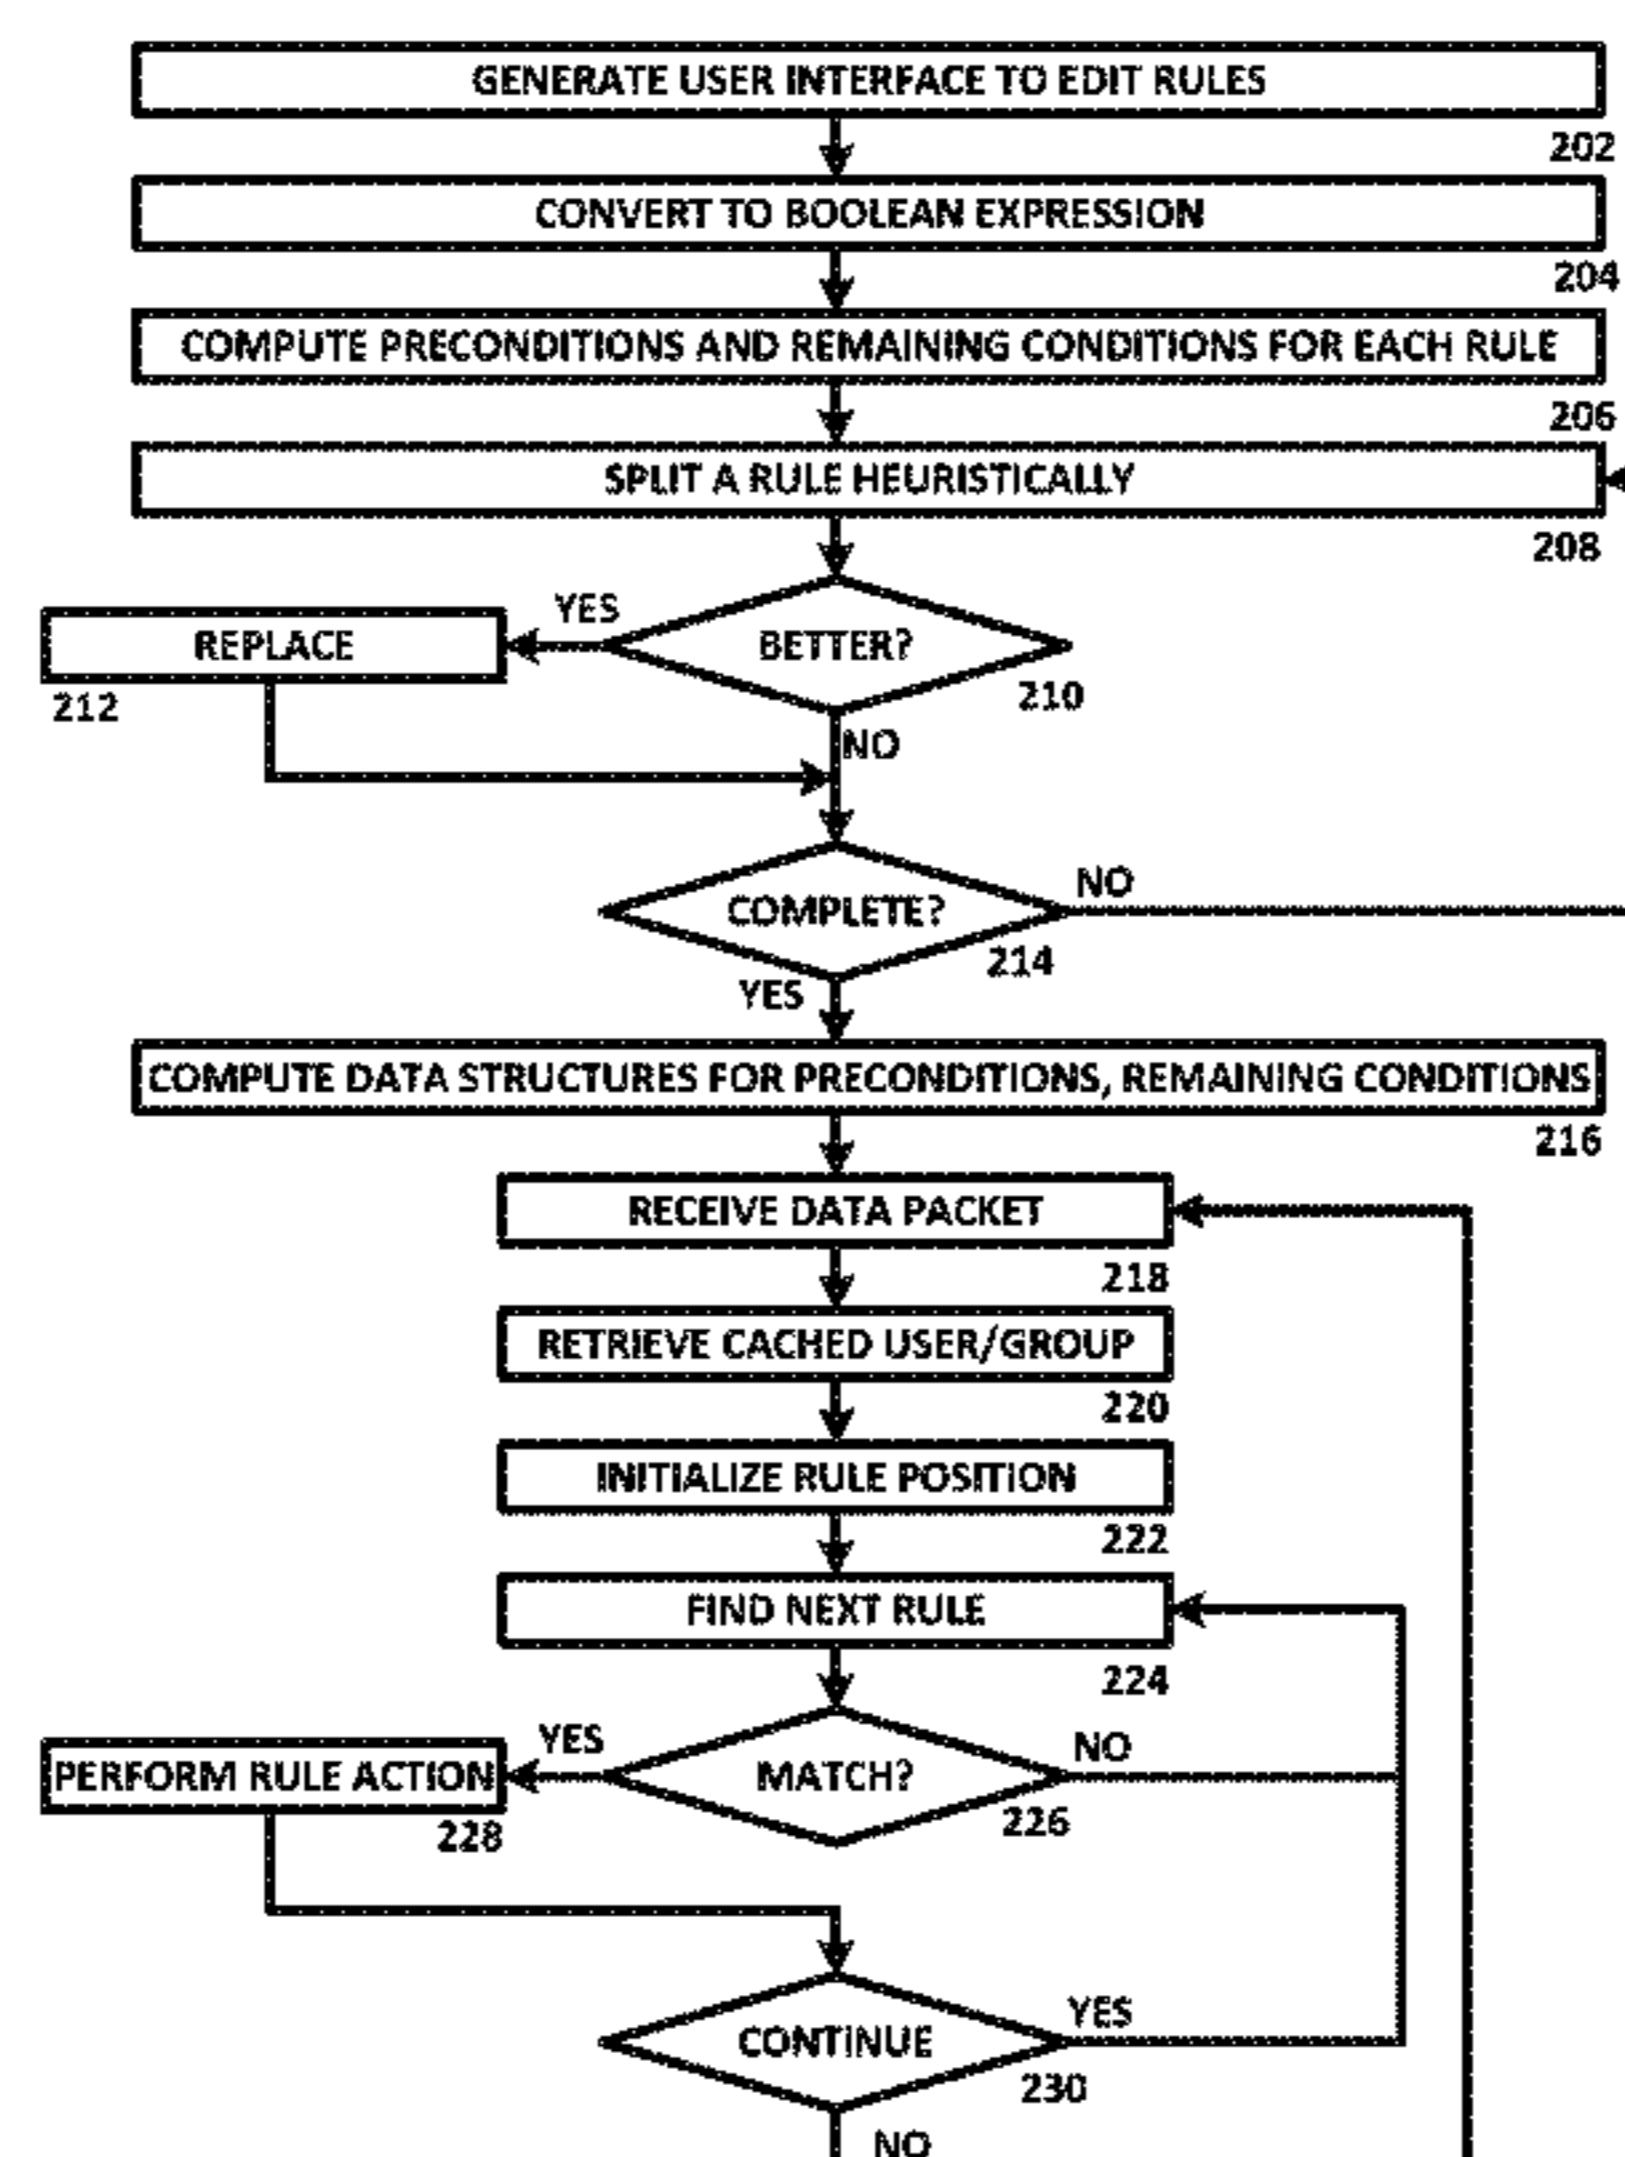 GENERATE USER INTERFACE TO EDIT RULES
202
CONVERT TO BOOLEAN EXPRESSION
204
COMPUTE PRECONDITIONS AND REMAINING CONDITIONS FOR EACH RULE
206
SPLIT A RULE HEURISTICALLY
208
YES
REPLACE
BETTER?
212
210
NO
NO
COMPLETE?
214
YES
COMPUTE DATA STRUCTURES FOR PRECONDITIONS, REMAINING CONDITIONS
216
RECEIVE DATA PACKET
218
RETRIEVE CACHED USER/GROUP
220
INITIALIZE RULE POSITION
222
FIND NEXT RULE
224
YES
NO
PERFORM RULE ACTION
MATCH?
228
226
YES
CONTINUE
230
NO